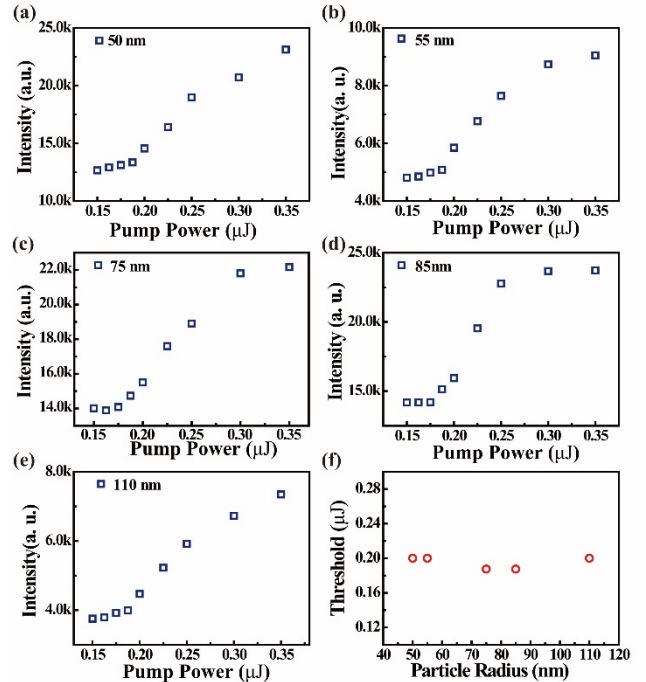 (a)
25.0k
20.0k
15.0k
10.0k
Intensity (a.u.)
50 nm
0.15 0.20 0.25 0.30 0.35
Pump Power (μJ)
(b)
10.0k
8.0k
6.0k
4.0k
Intensity(a. u.)
55 nm
0.15 0.20 0.25 0.30 0.35
Pump Power (μJ)
(c)
22.0k
20.0k
18.0k
16.0k
14.0k
Intensity (a.u.)
75 nm
0.15 0.20 0.25 0.30 0.35
Pump Power (μJ)
(d)
25.0k
20.0k
15.0k
Intensity (a. u.)
85nm
0.15 0.20 0.25 0.30 0.35
Pump Power (μJ)
(e)
8.0k
6.0k
4.0k
Intensity(a. u.)
110 nm
0.15 0.20 0.25 0.30 0.35
Pump Power (μJ)
(f)
0.28
0.24
0.20
0.16
0.12
Threshold (μJ)
40 50 60 70 80 90 100 110 120
Particle Radius (nm)